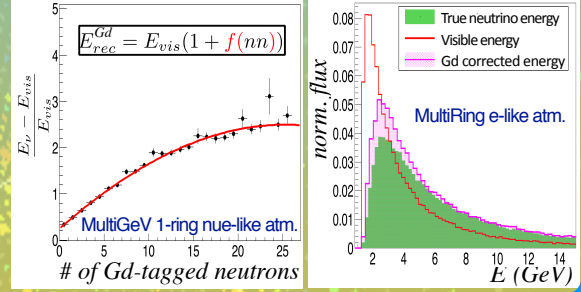 5
4
3
2
1
0
E_rec^Gd = E_vis(1 + f(nn))
E_ν − E_vis
E_vis
MultiGeV 1-ring nue-like atm.
0 5 10 15 20 25
# of Gd-tagged neutrons
0.08
0.07
0.06
0.05
0.04
0.03
0.02
0.01
0
norm. flux
True neutrino energy
Visible energy
Gd corrected energy
MultiRing e-like atm.
2 4 6 8 10 12 14
E (GeV)